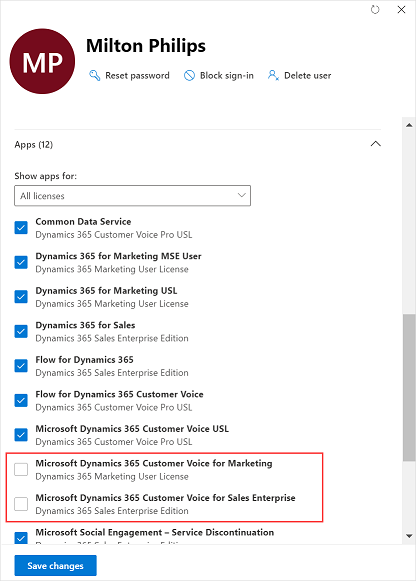 MP
Milton Philips
Reset password
Block sign-in
Delete user
Apps (12)
Show apps for:
All licenses
Common Data Service
Dynamics 365 Customer Voice Pro USL
Dynamics 365 for Marketing MSE User
Dynamics 365 Marketing User License
Dynamics 365 for Marketing USL
Dynamics 365 Marketing User License
Dynamics 365 for Sales
Dynamics 365 Sales Enterprise Edition
Flow for Dynamics 365
Dynamics 365 Sales Enterprise Edition
Flow for Dynamics 365 Customer Voice
Dynamics 365 Customer Voice Pro USL
Microsoft Dynamics 365 Customer Voice USL
Dynamics 365 Customer Voice Pro USL
Microsoft Dynamics 365 Customer Voice for Marketing
Dynamics 365 Marketing User License
Microsoft Dynamics 365 Customer Voice for Sales Enterprise
Dynamics 365 Sales Enterprise Edition
Microsoft Social Engagement – Service Discontinuation
Dynamics 365 Sales Enterprise Edition
Save changes